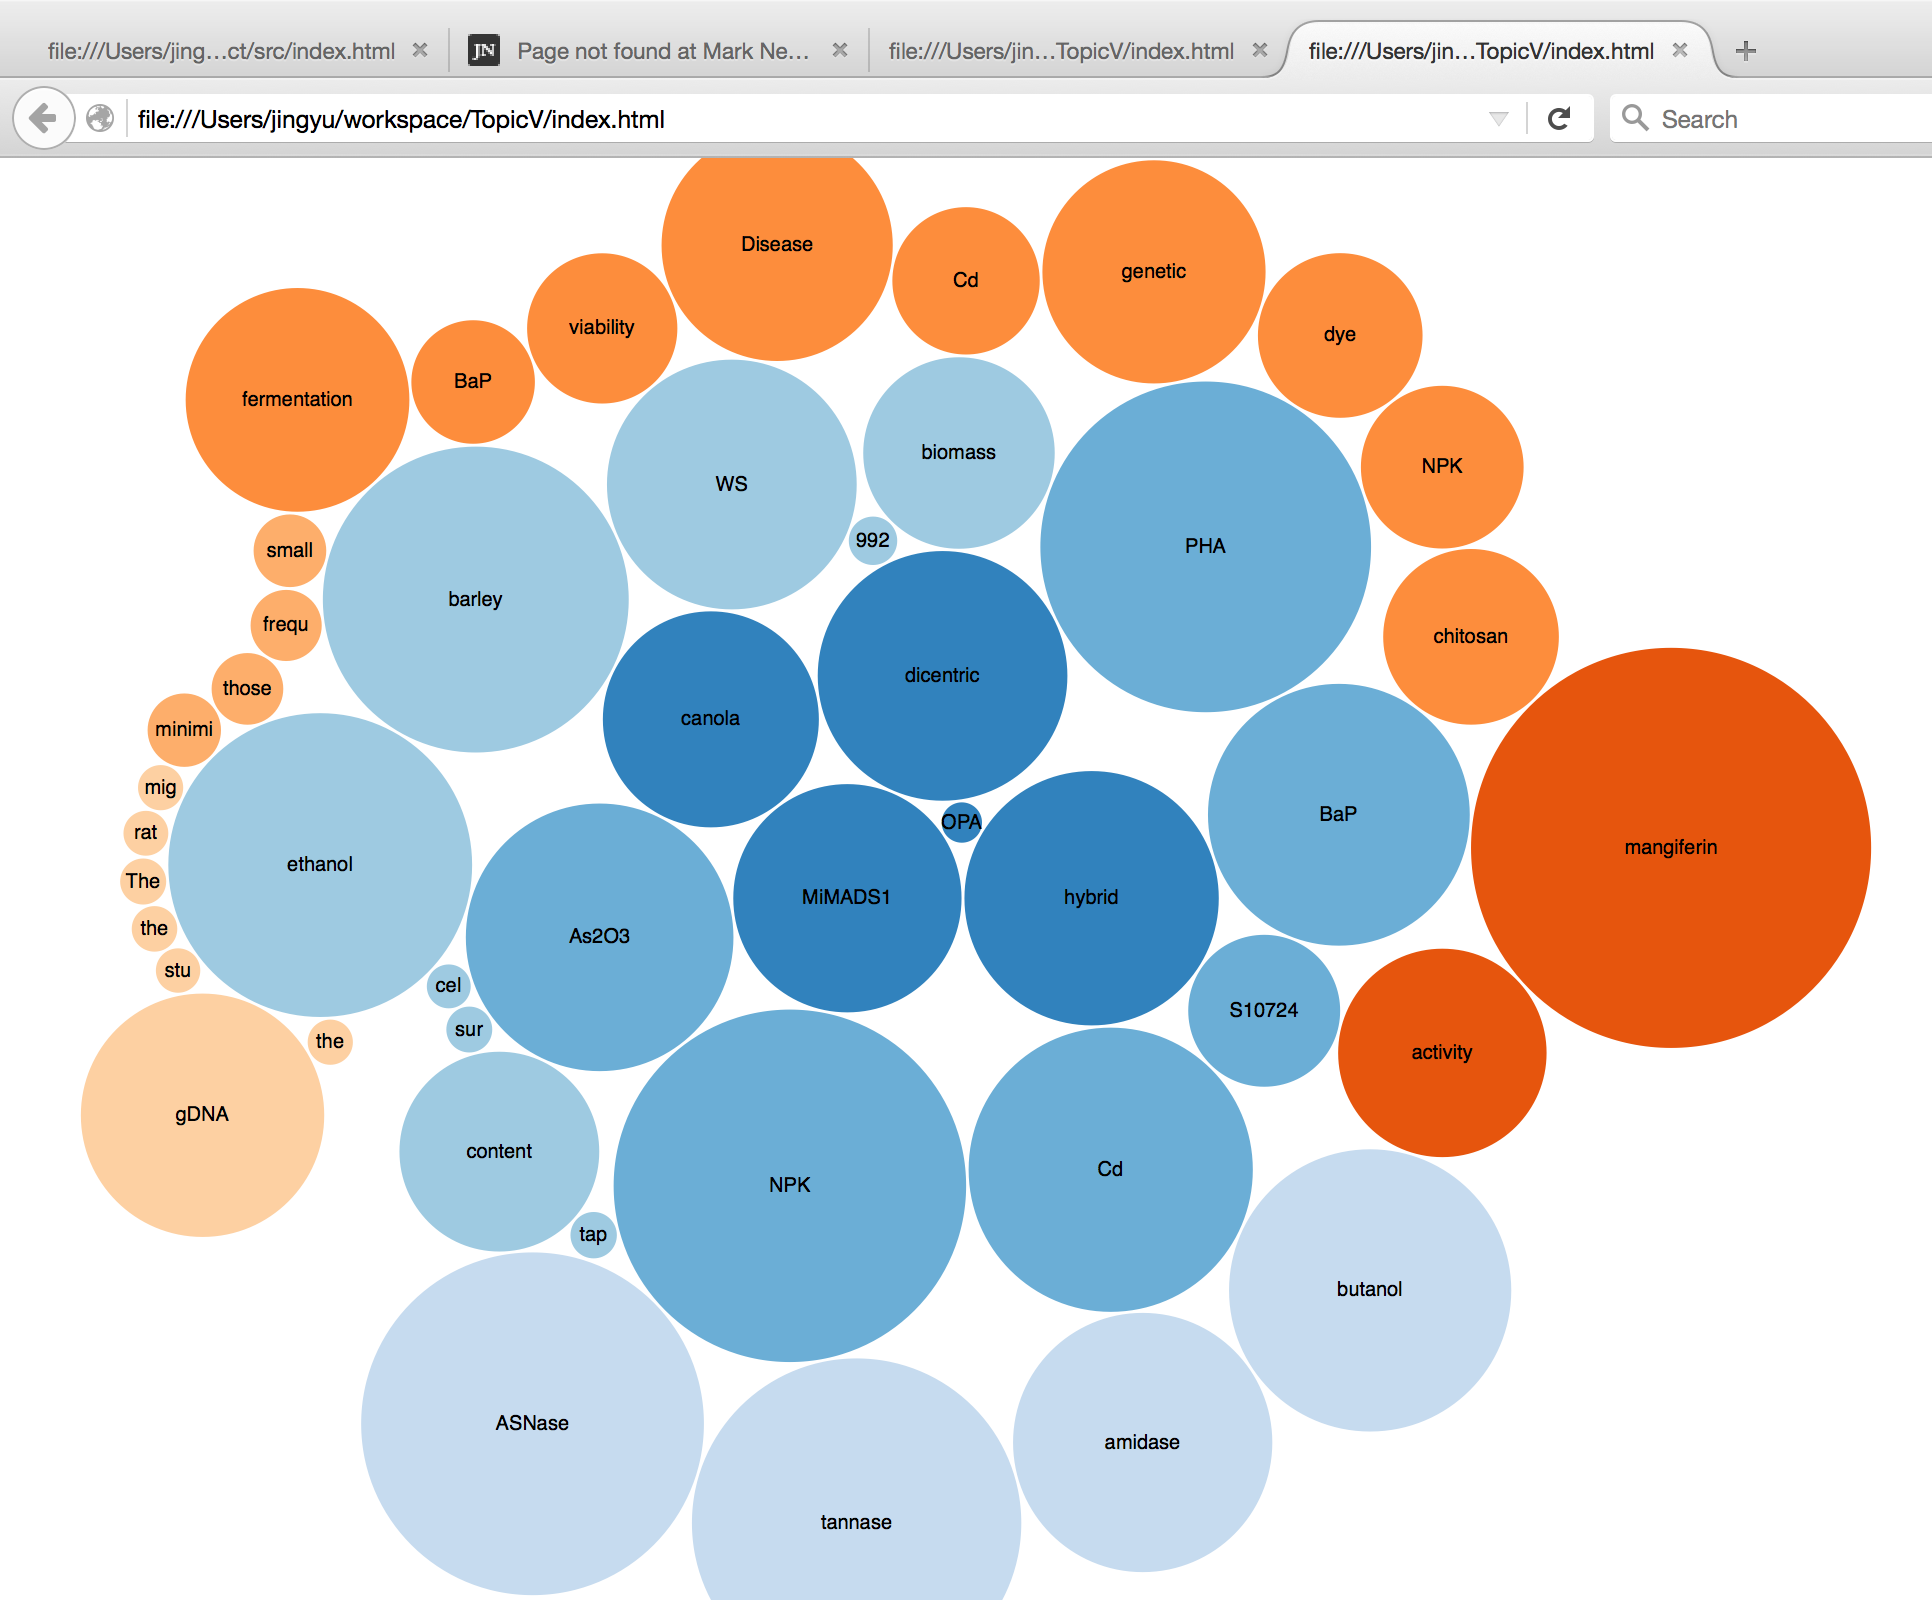 file:///Users/jing...ct/src/index.html
JN
Page not found at Mark Ne...
file:///Users/jin...TopicV/index.html
file:///Users/jin...TopicV/index.html
file:///Users/jingyu/workspace/TopicV/index.html
Search
Disease
Cd
genetic
viability
dye
BaP
fermentation
WS
biomass
NPK
992
PHA
small
barley
frequ
chitosan
those
dicentric
canola
minimi
mig
BaP
OPA
rat
mangiferin
ethanol
The
MiMADS1
hybrid
the
As2O3
stu
cel
S10724
sur
the
activity
gDNA
content
Cd
NPK
tap
butanol
ASNase
amidase
tannase